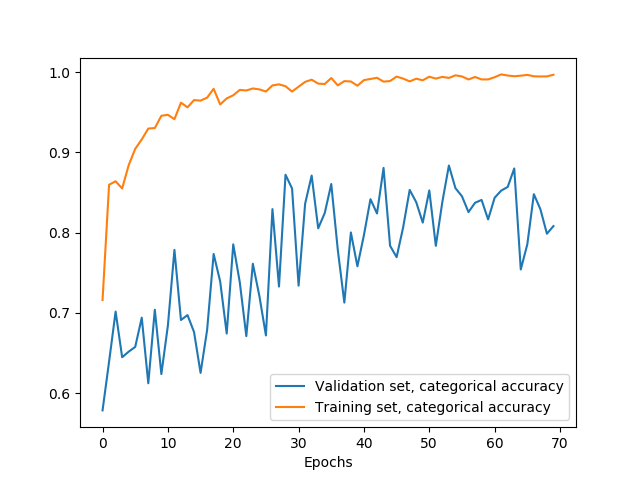 1.0
0.9
0.8
0.7
0.6
Validation set, categorical accuracy
Training set, categorical accuracy
0 10 20 30 40 50 60 70
Epochs